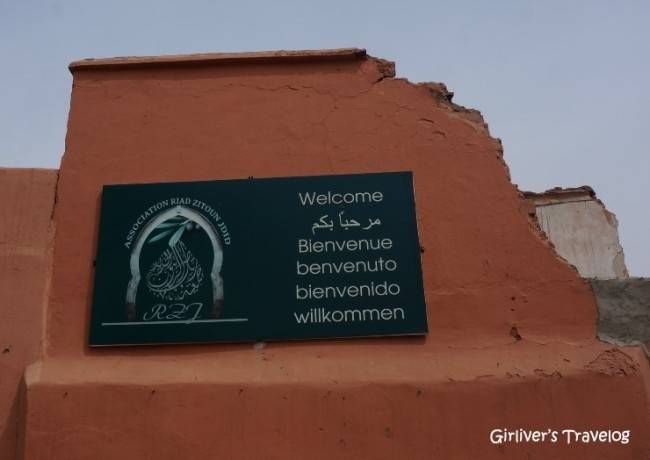 ASSOCIATION RIAD ZITOUN JDID
RZJ
Welcome
مرحباً بكم
Bienvenue
benvenuto
bienvenido
willkommen
Girliver's Travelog